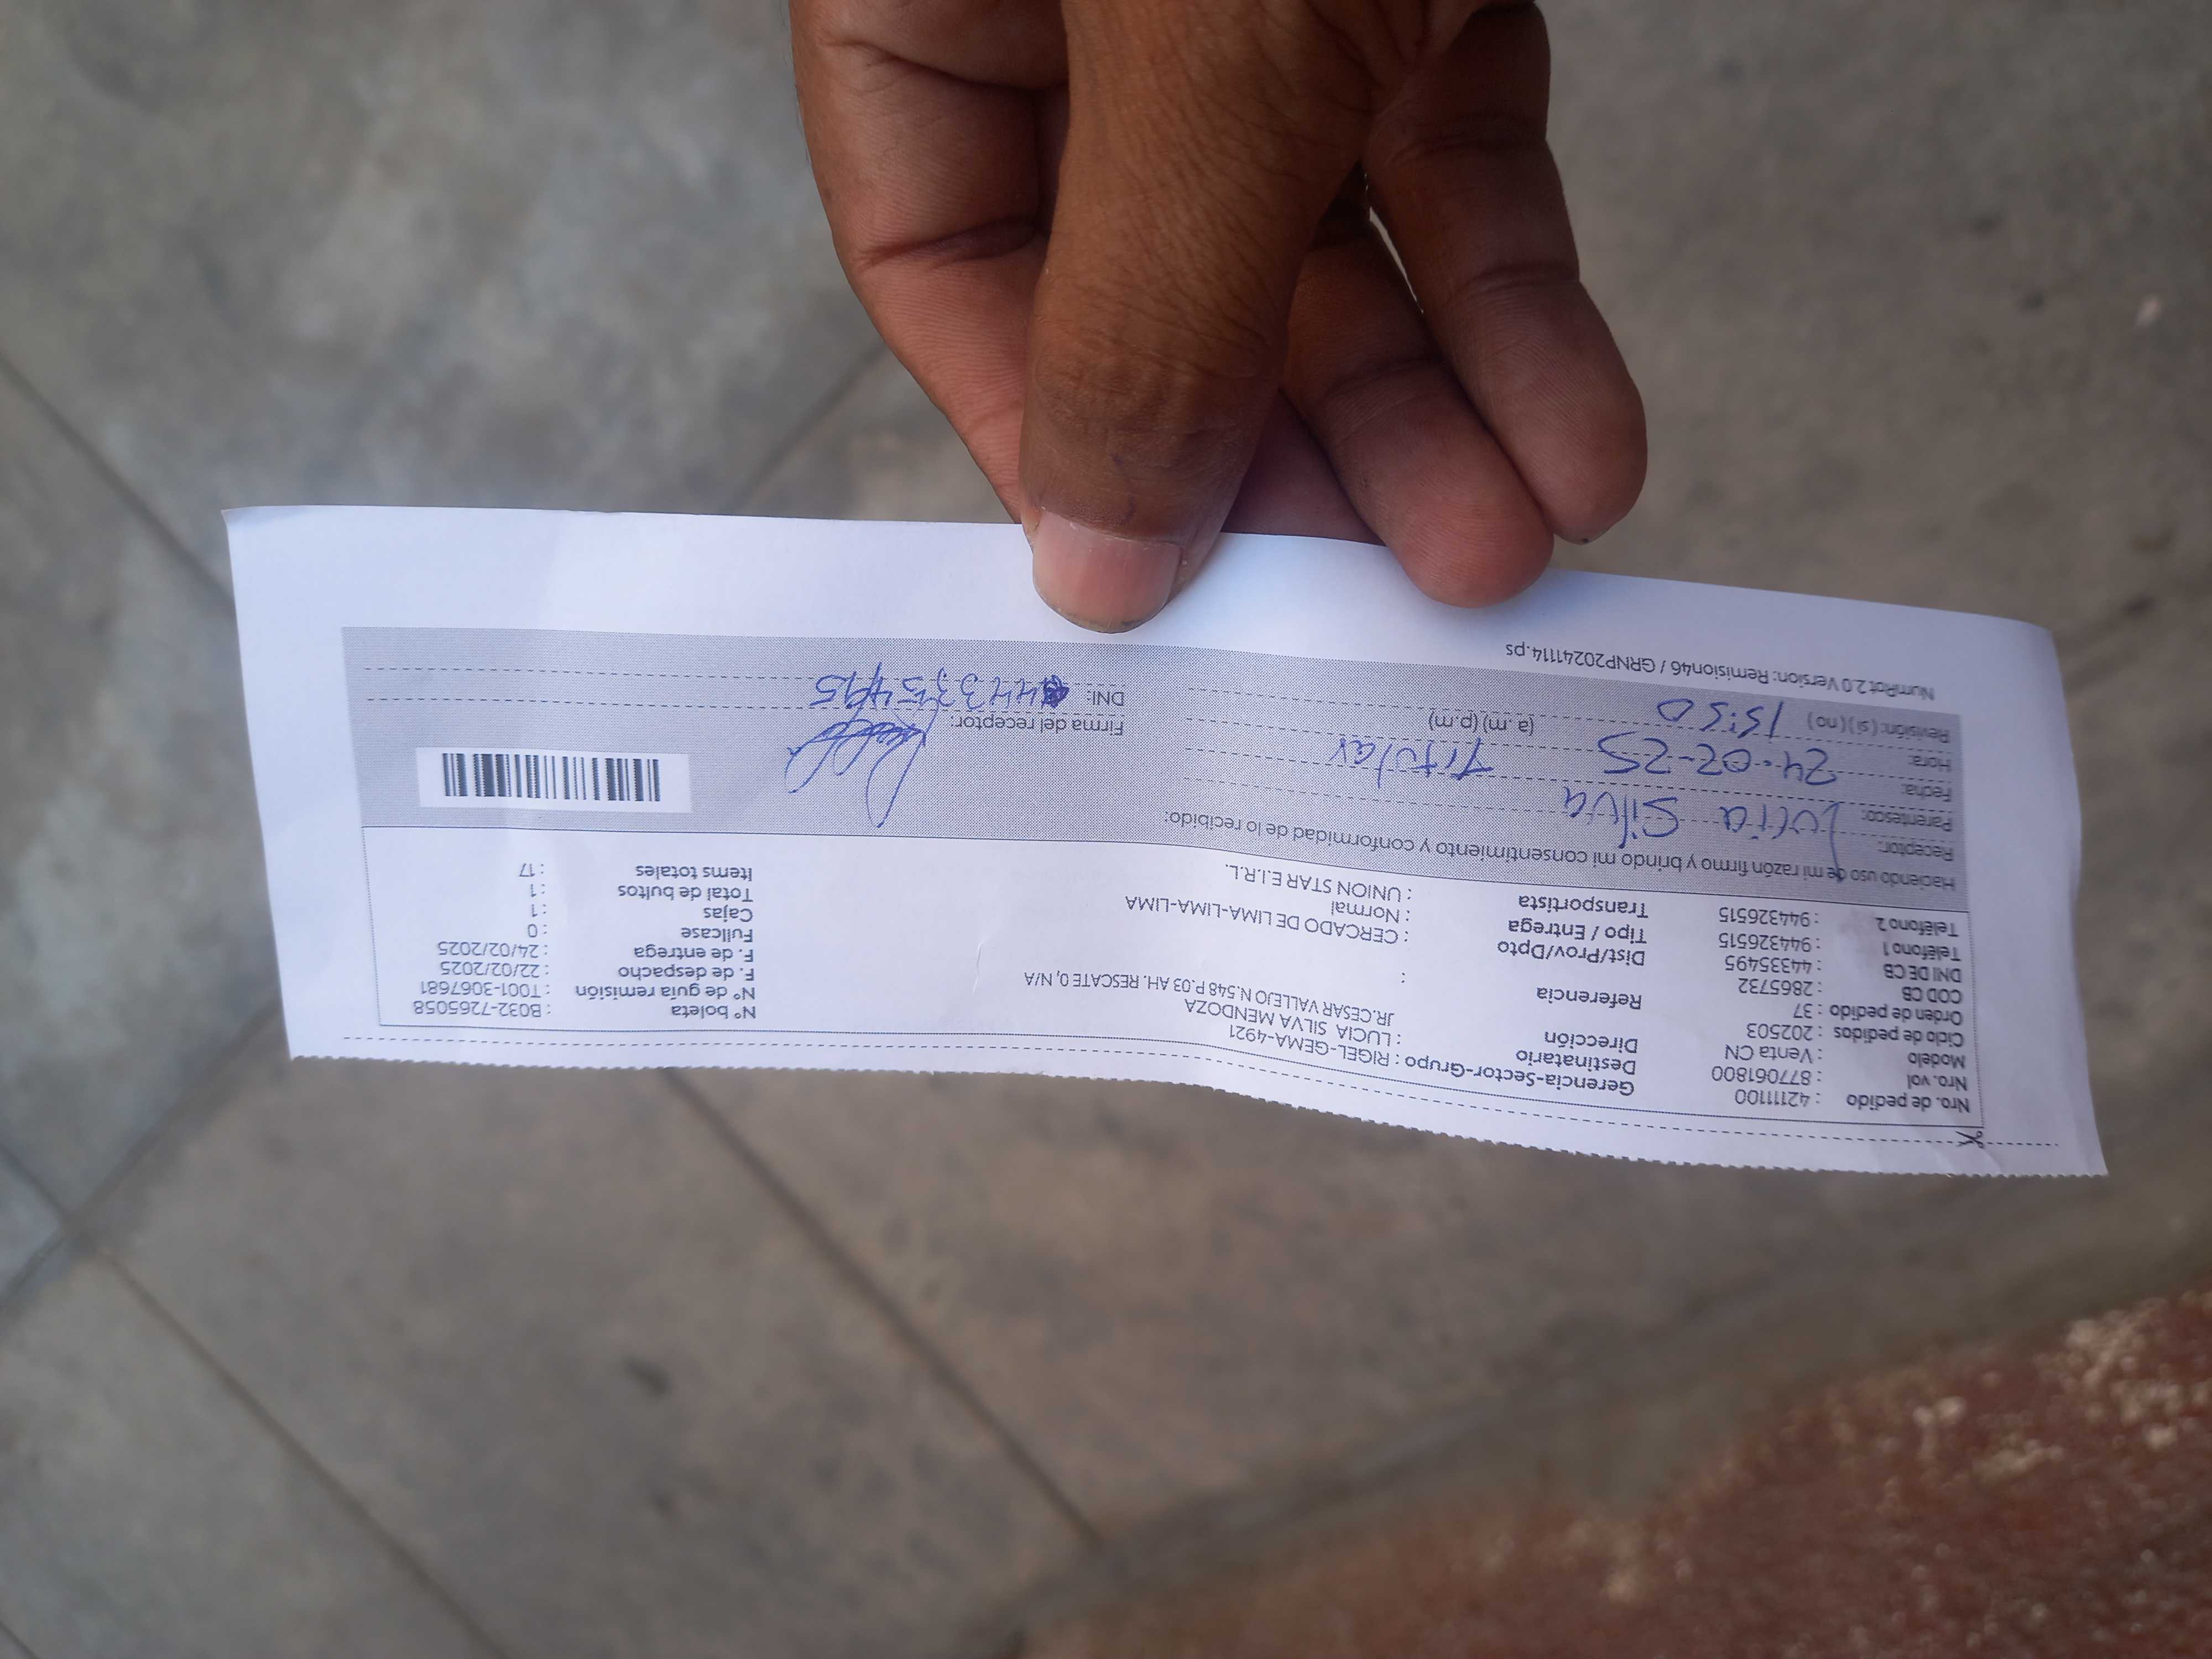 Nro. de pedido : 4211100
Nro. vol : 877061800
Modelo : Venta CN
Ciclo de pedidos : 202503
Orden de pedido : 37
COD CB : 2865732
DNI DE CB : 44335495
Teléfono 1 : 944326515
Teléfono 2 : 944326515
Gerencia-Sector-Grupo : RIGEL-GEMA-4921
Destinatario : LUCIA SILVA MENDOZA
Dirección JR.CESAR VALLEJO N.548 P.03 AH. RESCATE 0, N/A
Referencia :
Dist/Prov/Dpto : CERCADO DE LIMA-LIMA-LIMA
Tipo / Entrega : Normal
Transportista : UNION STAR E.I.R.L.
N° boleta : B032-7265058
N° de guía remisión : T001-3067681
F. de despacho : 22/02/2025
F. de entrega : 24/02/2025
Fullcase : 0
Cajas : 1
Total de bultos : 1
Items totales : 17
Haciendo uso de mi razón firmo y brindo mi consentimiento y conformidad de lo recibido:
Receptor: Lucia Silva
Parentesco: Titular
Fecha: 24-02-25
Hora: 15:50 (a.m) (p.m)
Revisión: (si) (no)
Firma del receptor:
DNI: 44335495
NumRot 2.0 Version: Remision46 / GRNP20241114.ps